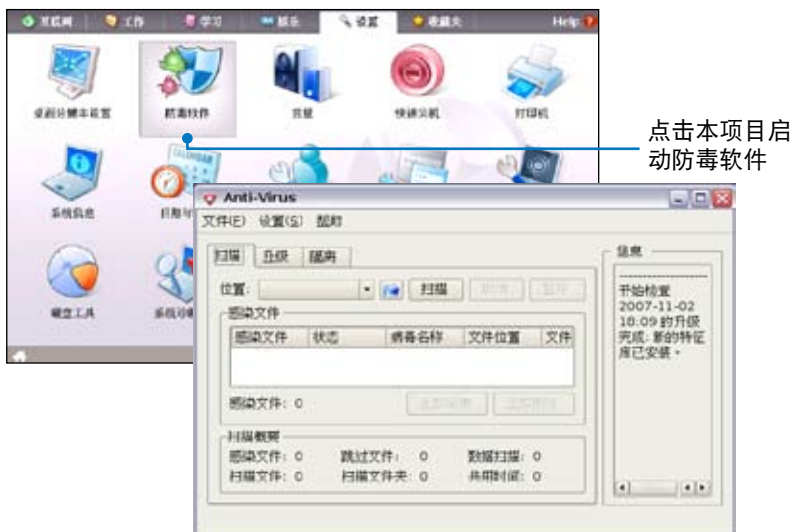 互联网 工作 学习 娱乐 设置 收藏夹 Help
桌面分辨率设置 防毒软件 音量 快速关机 打印机
点击本项目启
动防毒软件
系统信息
磁盘工具
Anti-Virus
文件(E) 设置(S) 帮助
扫描 升级 隔离
位置: 扫描
感染文件
感染文件 状态 病毒名称 文件位置 文件
感染文件: 0
扫描概要
感染文件: 0 跳过文件: 0 数据扫描: 0
扫描文件: 0 扫描文件夹: 0 共用时间: 0
信息
开始检查
2007-11-02
18:09 的升级
完成: 新的特征
库已安装。